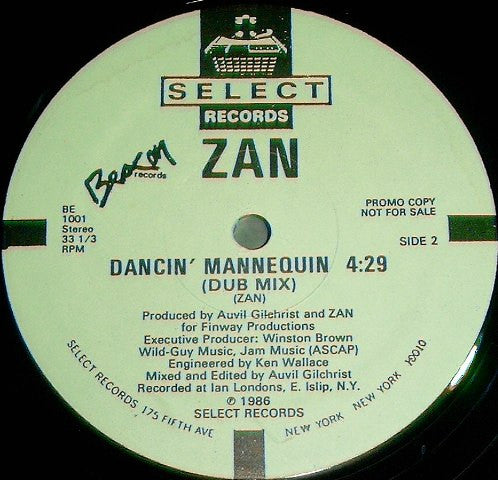 SELECT
RECORDS
ZAN
records
BE
1001
Stereo
33 1/3
RPM
PROMO COPY
NOT FOR SALE
SIDE 2
DANCIN' MANNEQUIN 4:29
(DUB MIX)
(ZAN)
Produced by Auvil Gilchrist and ZAN
for Finway Productions
Executive Producer: Winston Brown
Wild-Guy Music, Jam Music (ASCAP)
Engineered by Ken Wallace
Mixed and Edited by Auvil Gilchrist
Recorded at Ian Londons, E. Islip, N.Y.
℗ 1986
SELECT RECORDS
SELECT RECORDS 175 FIFTH AVE NEW YORK NEW YORK 10010